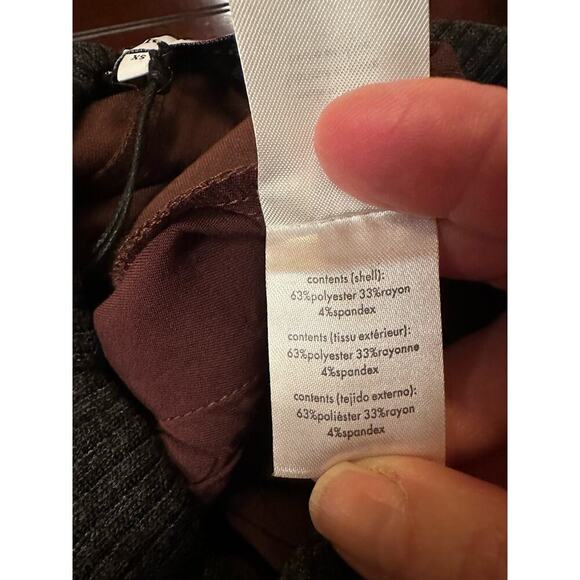 XS
contents (shell):
63%polyester 33%rayon
4%spandex
contents (tissu extérieur):
63%polyester 33%rayonne
4%spandex
contents (tejido externo):
63%poliéster 33%rayon
4%spandex